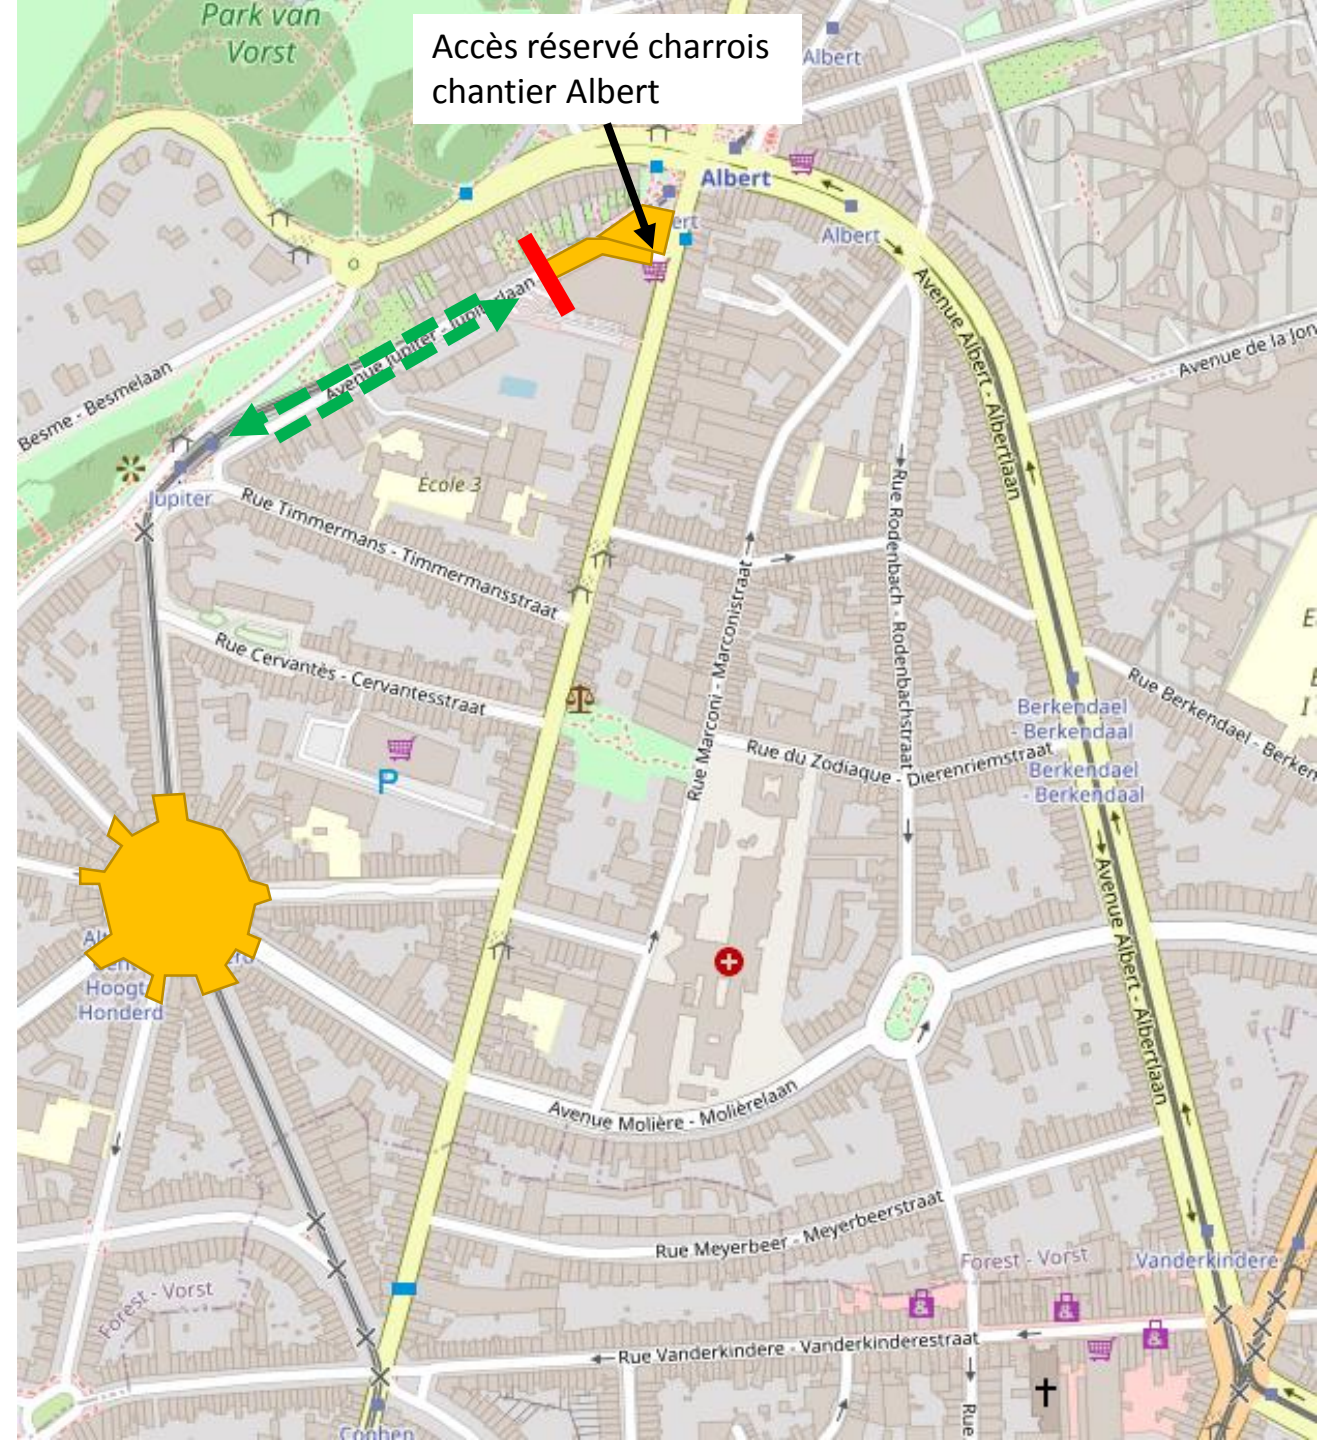 Park van
Vorst
Accès réservé charrois
chantier Albert
Albert
Albert
Albert
Avenue Jupiter - Jupiterlaan
Besme - Besmelaan
Avenue Albert - Albertlaan
Avenue de la Jon
École 3
Jupiter
Rue Timmermans - Timmermansstraat
Rue Cervantès - Cervantesstraat
P
Rue Marconi - Marconistraat
Rue Rodenbach - Rodenbachstraat
Rue du Zodiaque - Dierenriemstraat
Berkendael
- Berkendaal
Berkendael
- Berkendaal
Rue Berkendael - Berken
Avenue Albert - Albertlaan
Hoogt
Honderd
Avenue Molière - Molièrelaan
Rue Meyerbeer - Meyerbeerstraat
Forest - Vorst
Forest - Vorst
Vanderkindere
Rue Vanderkindere - Vanderkinderestraat
Rue
Coghen